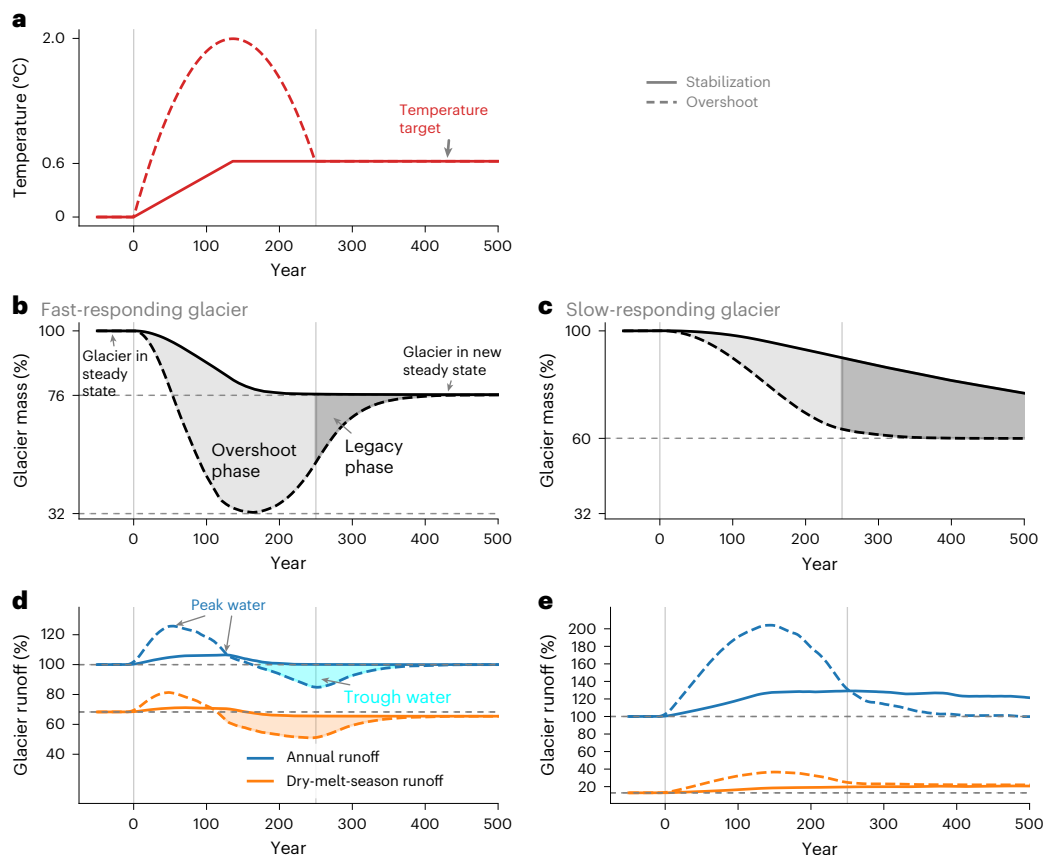 a
2.0
0.6
0
Temperature (°C)
Temperature
target
0 100 200 300 400 500
Year
Stabilization
Overshoot
b Fast-responding glacier
100
76
32
Glacier mass (%)
Glacier in
steady
state
Glacier in new
steady state
Overshoot
phase
Legacy
phase
0 100 200 300 400 500
Year
c Slow-responding glacier
100
60
32
Glacier mass (%)
0 100 200 300 400 500
Year
d
120
100
80
60
40
Glacier runoff (%)
Peak water
Trough water
Annual runoff
Dry-melt-season runoff
0 100 200 300 400 500
Year
e
200
180
160
140
120
100
80
60
40
20
Glacier runoff (%)
0 100 200 300 400 500
Year